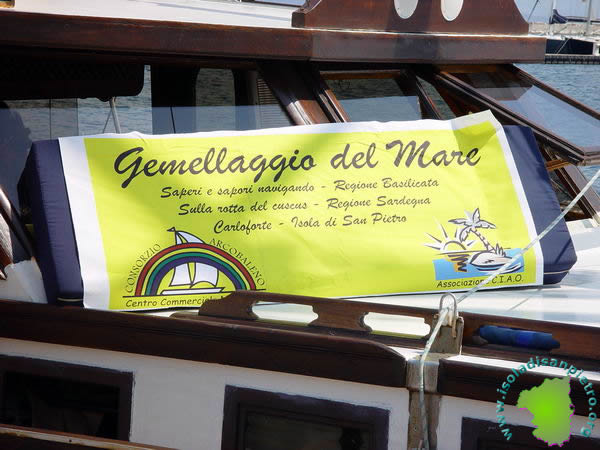 Gemellaggio del Mare
Saperi e sapori navigando - Regione Basilicata
Sulla rotta del cuscus - Regione Sardegna
Carloforte - Isola di San Pietro
CONSORZIO ARCOBALENO
Centro Commerciale
Associazione C.I.A.O.
www.isoladisanpietro.org